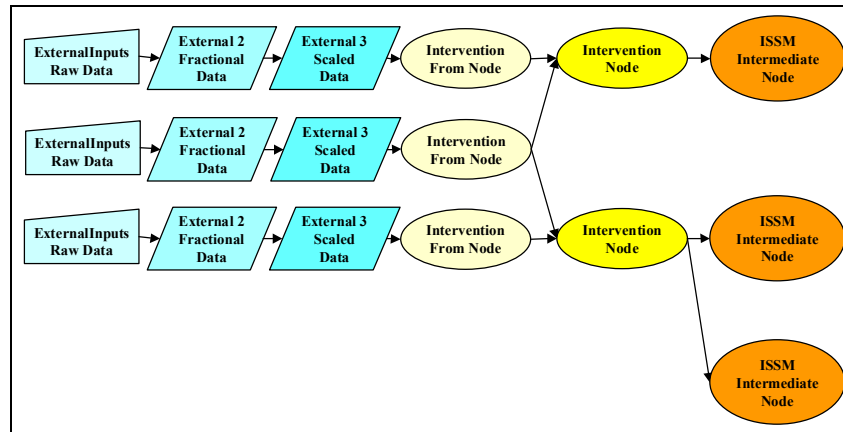 ExternalInputs
Raw Data
External 2
Fractional
Data
External 3
Scaled
Data
Intervention
From Node
Intervention
Node
ISSM
Intermediate
Node
ExternalInputs
Raw Data
External 2
Fractional
Data
External 3
Scaled
Data
Intervention
From Node
ExternalInputs
Raw Data
External 2
Fractional
Data
External 3
Scaled
Data
Intervention
From Node
Intervention
Node
ISSM
Intermediate
Node
ISSM
Intermediate
Node